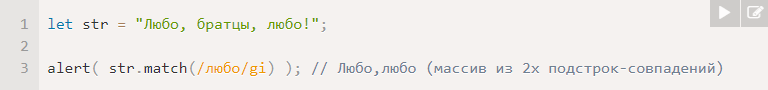 1 let str = "Любо, братцы, любо!";
2
3 alert( str.match(/любо/gi) ); // Любо,любо (массив из 2х подстрок-совпадений)